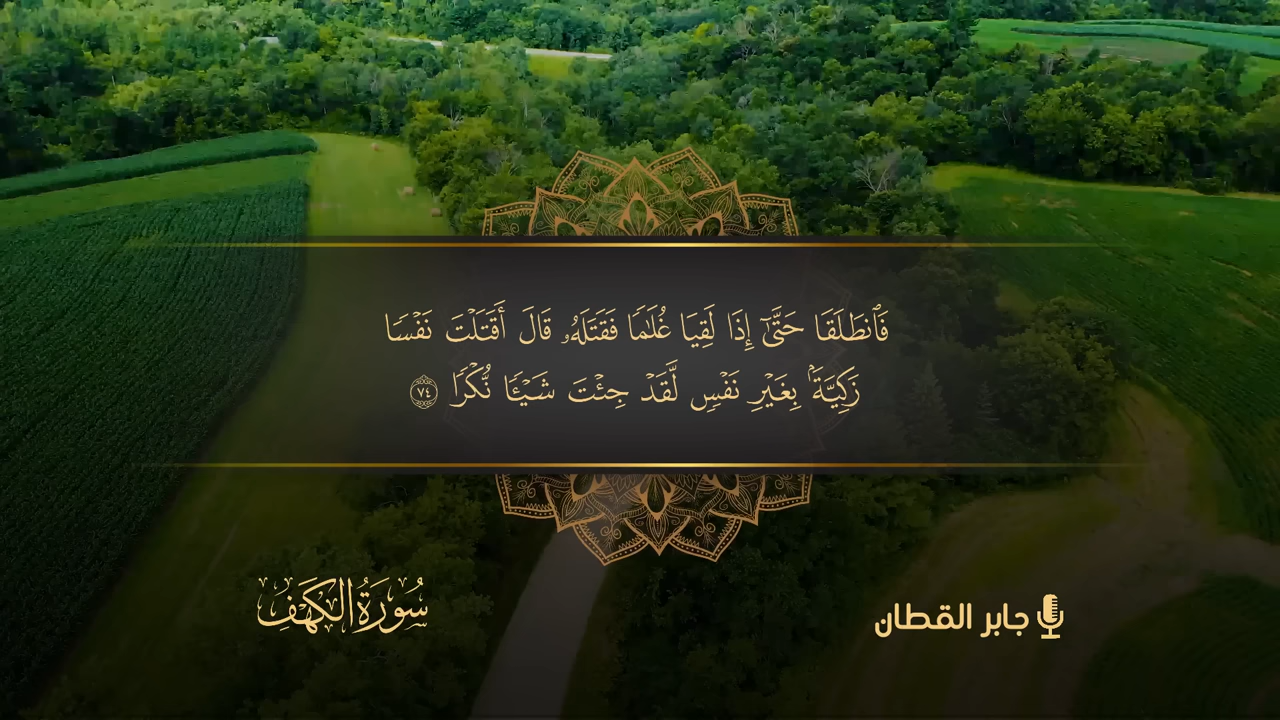 فَٱنطَلَقَا حَتَّىٰٓ إِذَا لَقِيَا غُلَٰمٗا فَقَتَلَهُۥ قَالَ أَقَتَلۡتَ نَفۡسٗا
زَكِيَّةَۢ بِغَيۡرِ نَفۡسٖ لَّقَدۡ جِئۡتَ شَيۡـٔٗا نُّكۡرٗا ٧٤
جابر القطان
سُورَةُ الكَهَفِ